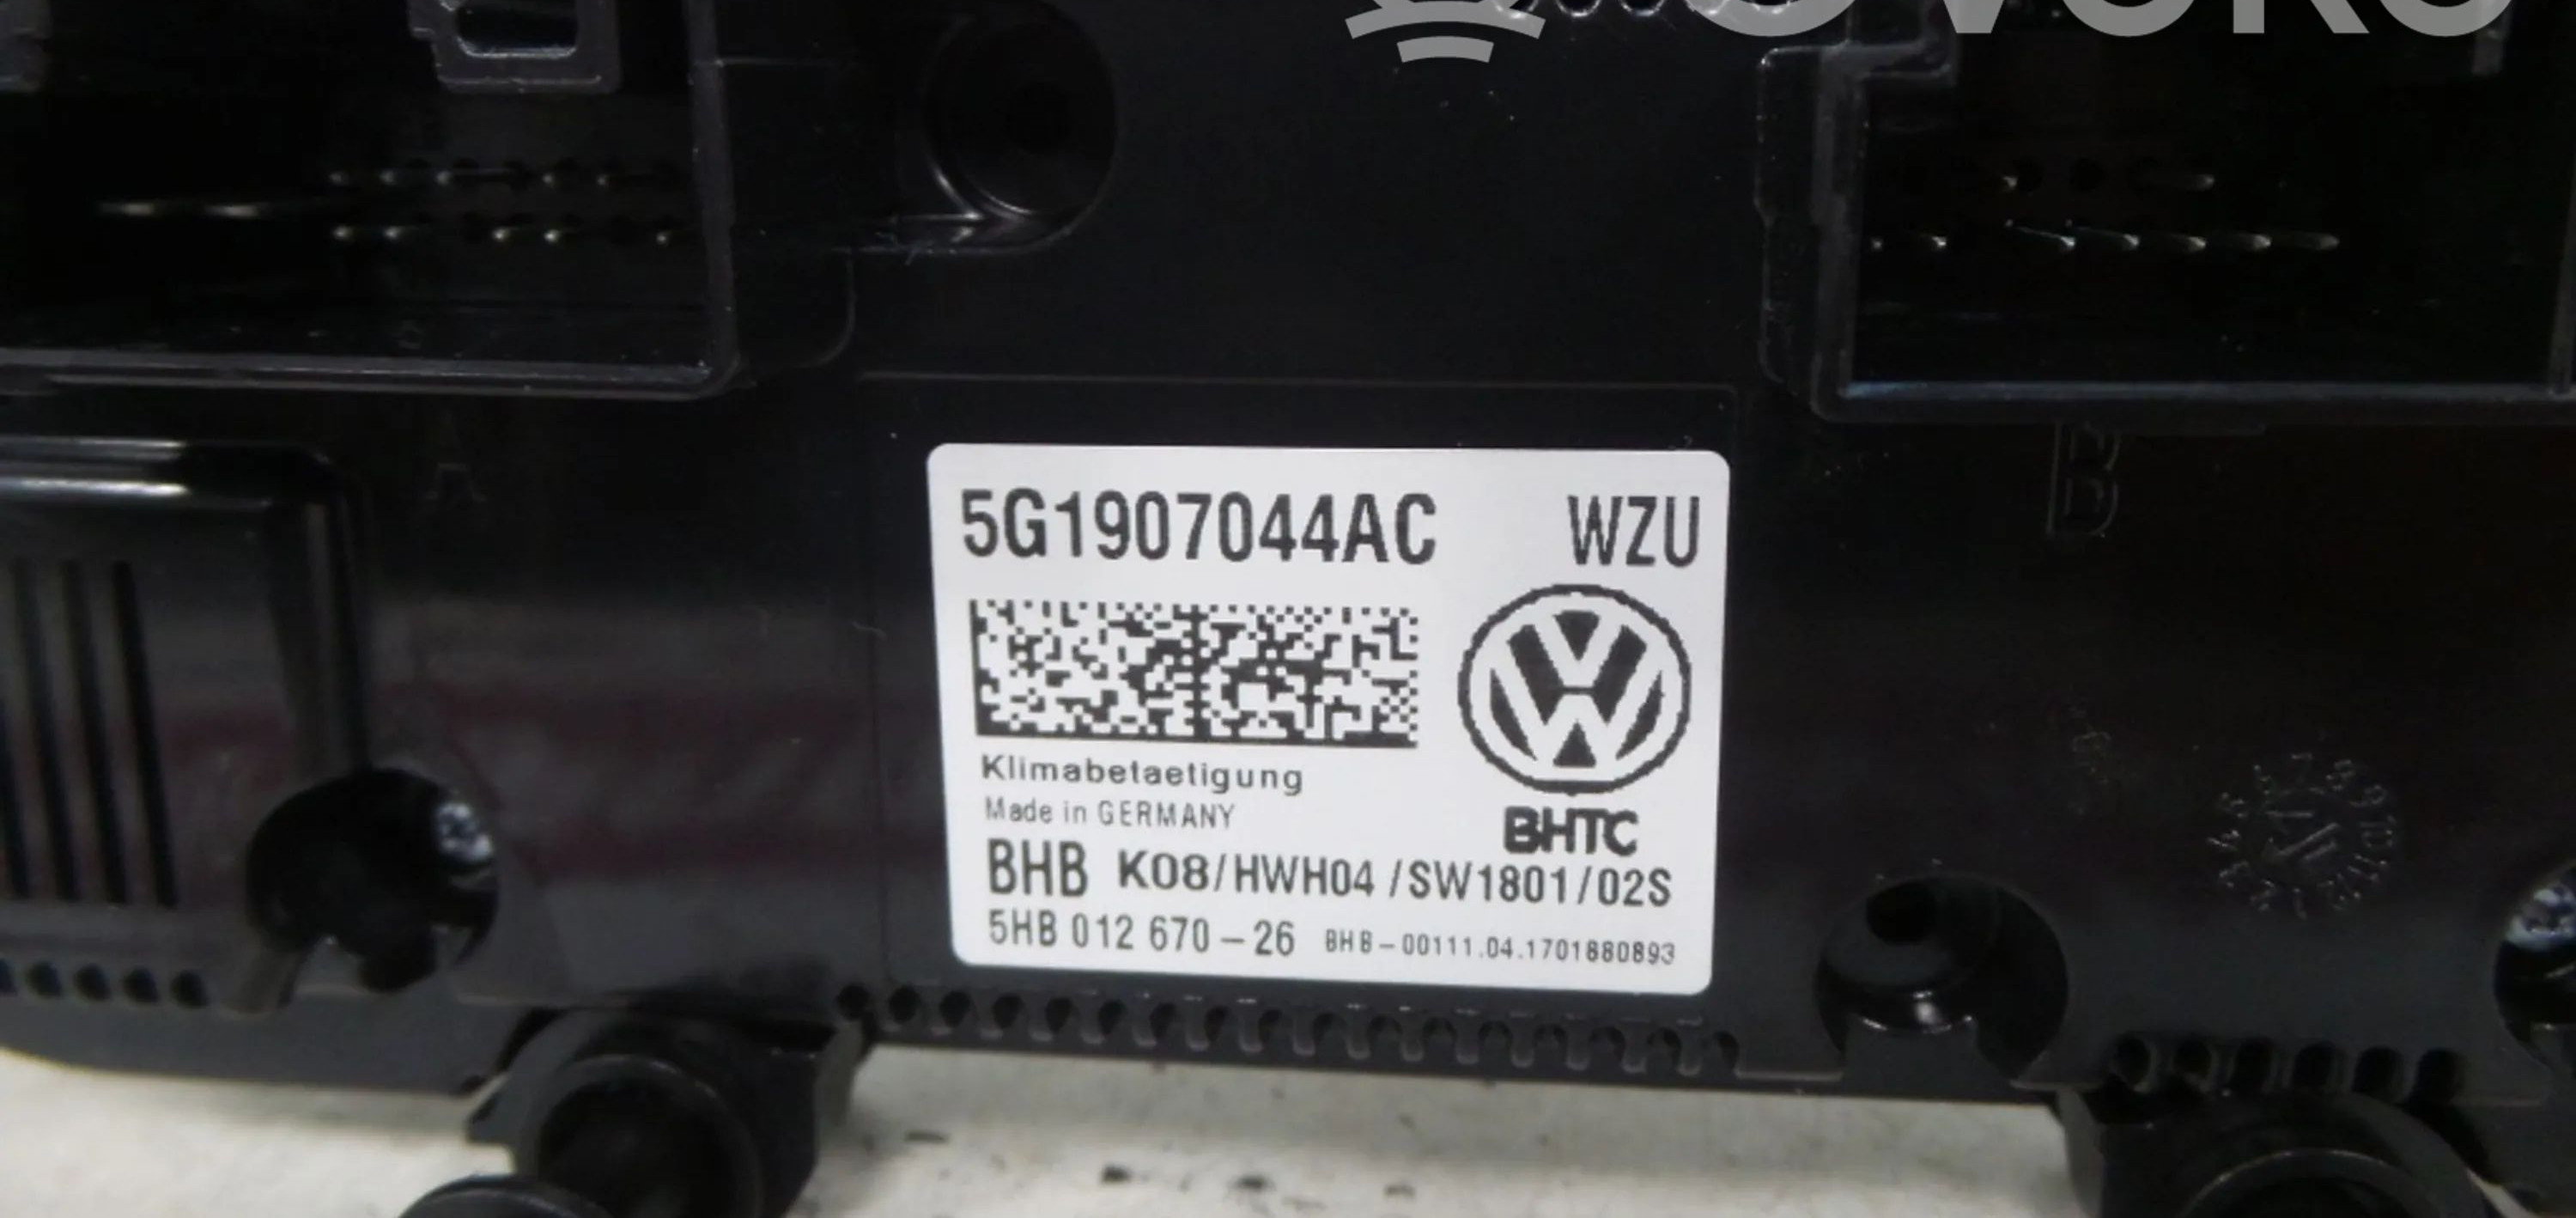 5G1907044AC WZU
Klimabetaetigung
Made in GERMANY
BHTC
BHB K08/HWH04 /SW1801/02S
5HB 012 670-26 BHB-00111.04.1701880893
A
B